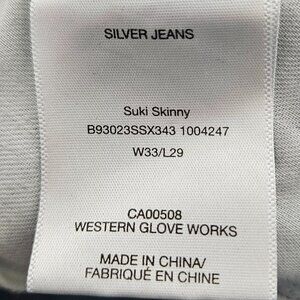 SILVER JEANS
Suki Skinny
B93023SSX343 1004247
W33/L29
CA00508
WESTERN GLOVE WORKS
MADE IN CHINA/
FABRIQUÉ EN CHINE